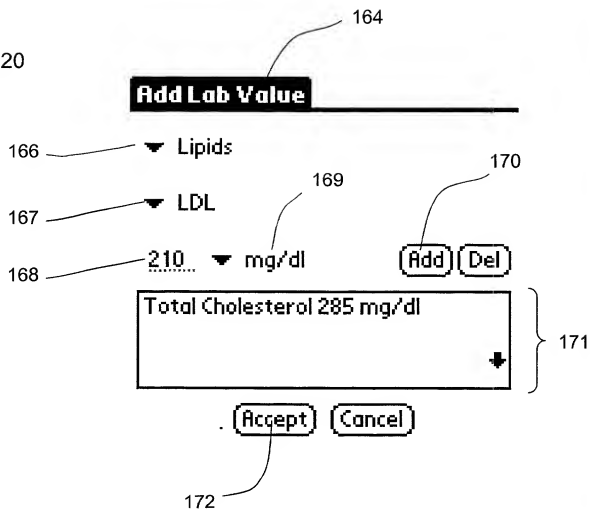 164
20
Add Lab Value
166 Lipids
170
169
167 LDL
168 210 mg/dl Add Del
Total Cholesterol 285 mg/dl
171
. Accept Cancel
172